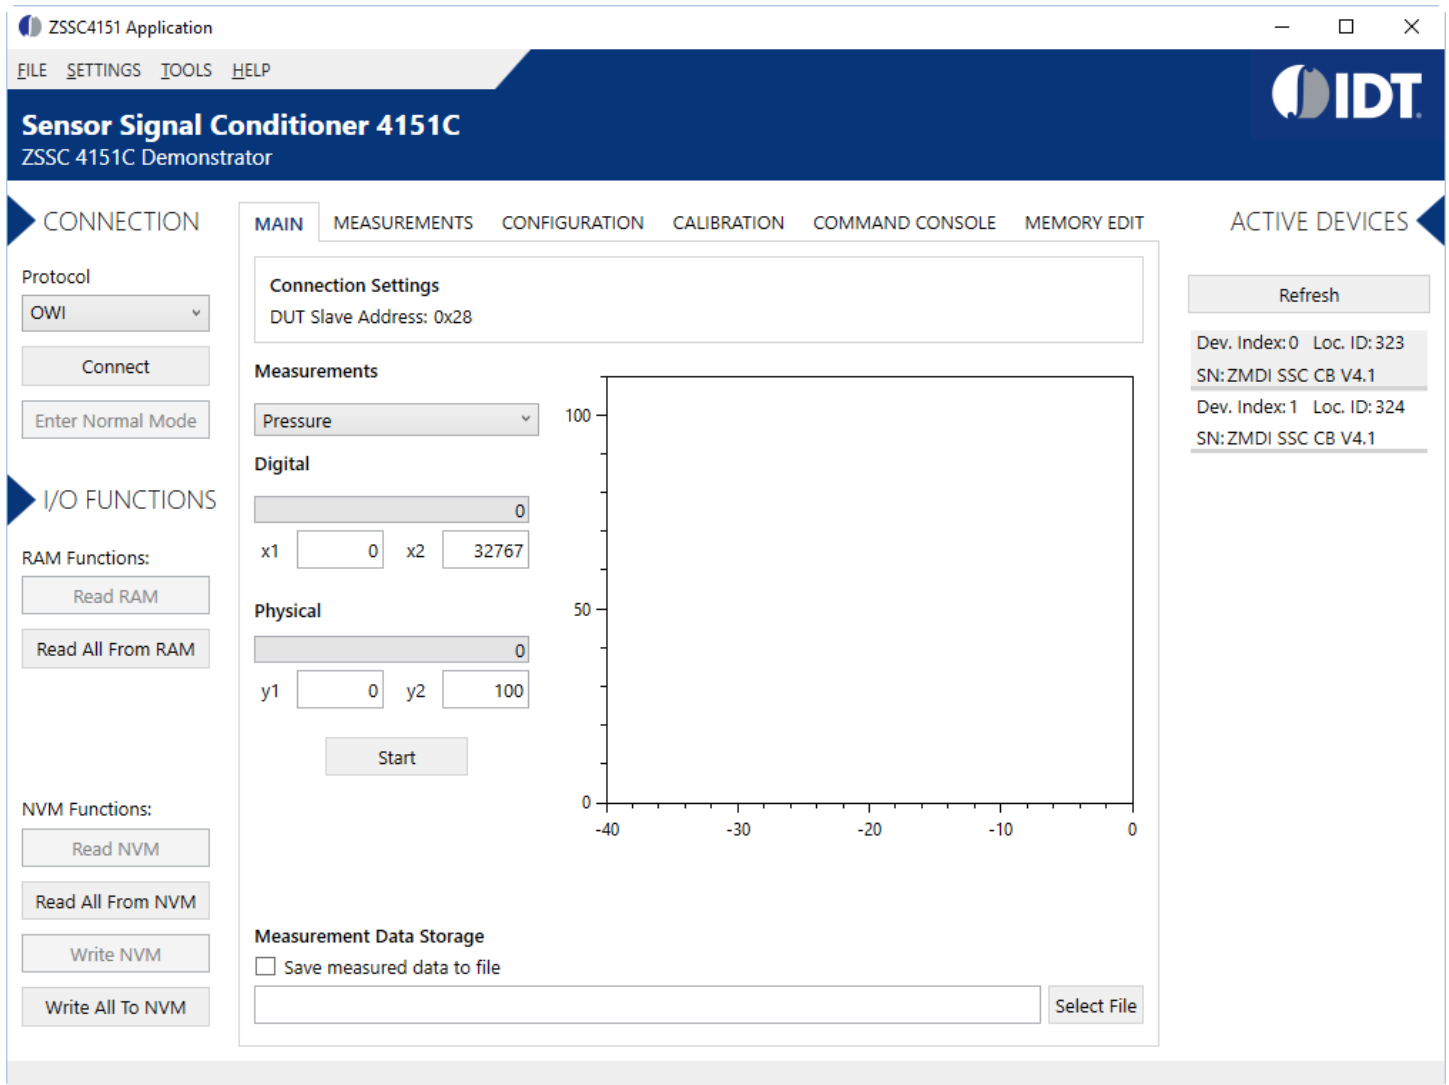 ZSSC4151 Application
FILE SETTINGS TOOLS HELP
IDT.
Sensor Signal Conditioner 4151C
ZSSC 4151C Demonstrator
CONNECTION
Protocol
OWI
Connect
Enter Normal Mode
I/O FUNCTIONS
RAM Functions:
Read RAM
Read All From RAM
NVM Functions:
Read NVM
Read All From NVM
Write NVM
Write All To NVM
MAIN MEASUREMENTS CONFIGURATION CALIBRATION COMMAND CONSOLE MEMORY EDIT
Connection Settings
DUT Slave Address: 0x28
Measurements
Pressure
Digital
0
x1 0 x2 32767
Physical
0
y1 0 y2 100
Start
100
50
0
-40 -30 -20 -10 0
Measurement Data Storage
Save measured data to file
Select File
ACTIVE DEVICES
Refresh
Dev. Index: 0 Loc. ID: 323
SN: ZMDI SSC CB V4.1
Dev. Index: 1 Loc. ID: 324
SN: ZMDI SSC CB V4.1